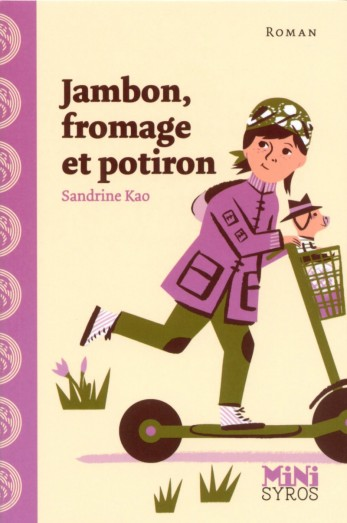 Roman
Jambon,
fromage
et potiron
Sandrine Kao
MiNi
SYROS